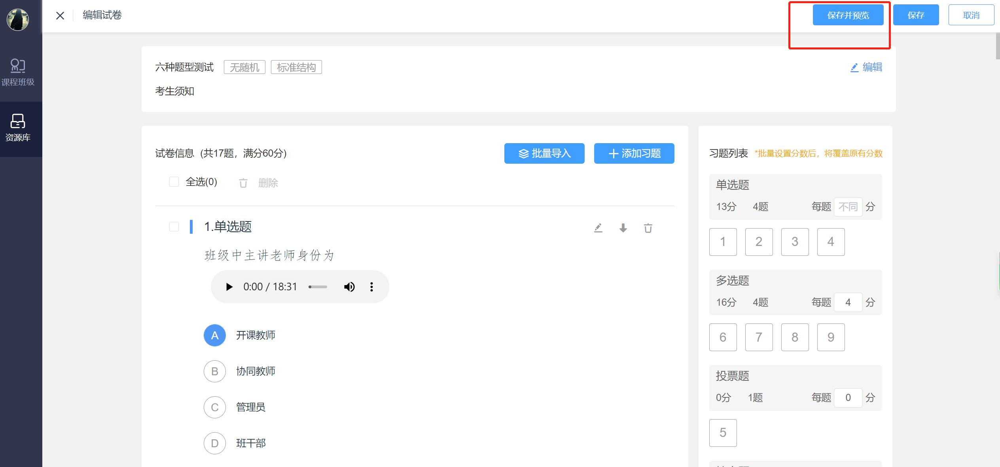 编辑试卷
保存并预览
保存
取消
课程班级
资源库
六种题型测试 无随机 标准结构
编辑
考生须知
试卷信息 (共17题，满分60分)
批量导入
添加习题
全选(0) 删除
1.单选题
班级中主讲老师身份为
0:00 / 18:31
A 开课教师
B 协同教师
C 管理员
D 班干部
习题列表 *批量设置分数后，将覆盖原有分数
单选题
13分 4题 每题 不同 分
1 2 3 4
多选题
16分 4题 每题 4 分
6 7 8 9
投票题
0分 1题 每题 0 分
5